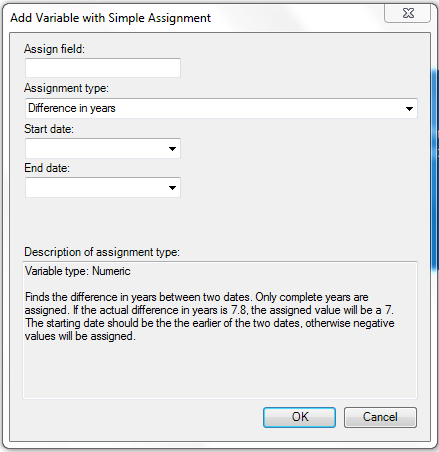 Add Variable with Simple Assignment
Assign field:
Assignment type:
Difference in years
Start date:
End date:
Description of assignment type:
Variable type: Numeric
Finds the difference in years between two dates. Only complete years are
assigned. If the actual difference in years is 7.8, the assigned value will be a 7.
The starting date should be the the earlier of the two dates, otherwise negative
values will be assigned.
OK
Cancel